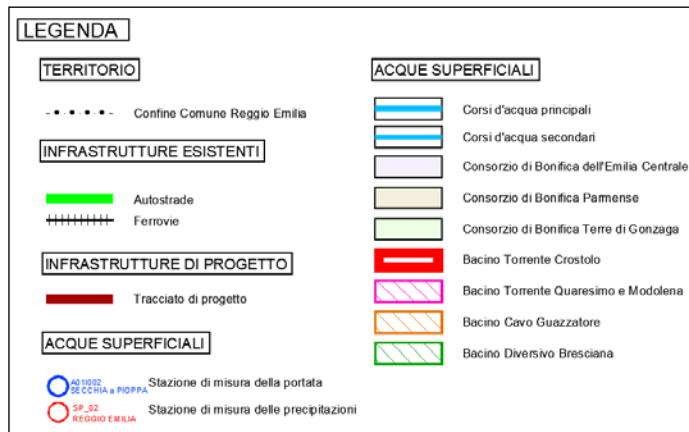 LEGENDA
TERRITORIO
Confine Comune Reggio Emilia
INFRASTRUTTURE ESISTENTI
Autostrade
Ferrovie
INFRASTRUTTURE DI PROGETTO
Tracciato di progetto
ACQUE SUPERFICIALI
A011002
SECCHIA a PIOPPA
Stazione di misura della portata
SP_02
REGGIO EMILIA
Stazione di misura delle precipitazioni
ACQUE SUPERFICIALI
Corsi d'acqua principali
Corsi d'acqua secondari
Consorzio di Bonifica dell'Emilia Centrale
Consorzio di Bonifica Parmense
Consorzio di Bonifica Terre di Gonzaga
Bacino Torrente Crostolo
Bacino Torrente Quaresimo e Modolena
Bacino Cavo Guazzatore
Bacino Diversivo Bresciana